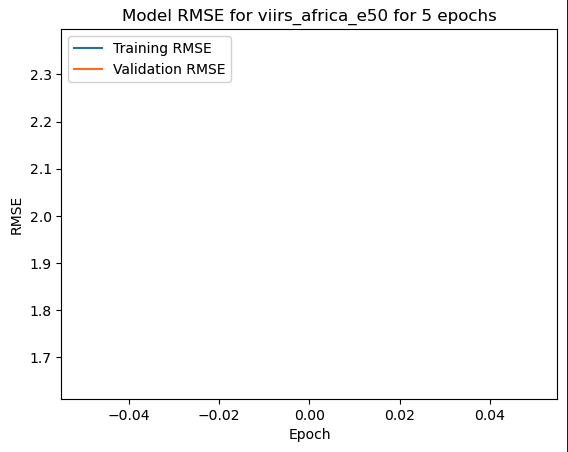 Model RMSE for viirs_africa_e50 for 5 epochs
Training RMSE
Validation RMSE
2.3
2.2
2.1
2.0
1.9
1.8
1.7
RMSE
−0.04
−0.02
0.00
0.02
0.04
Epoch